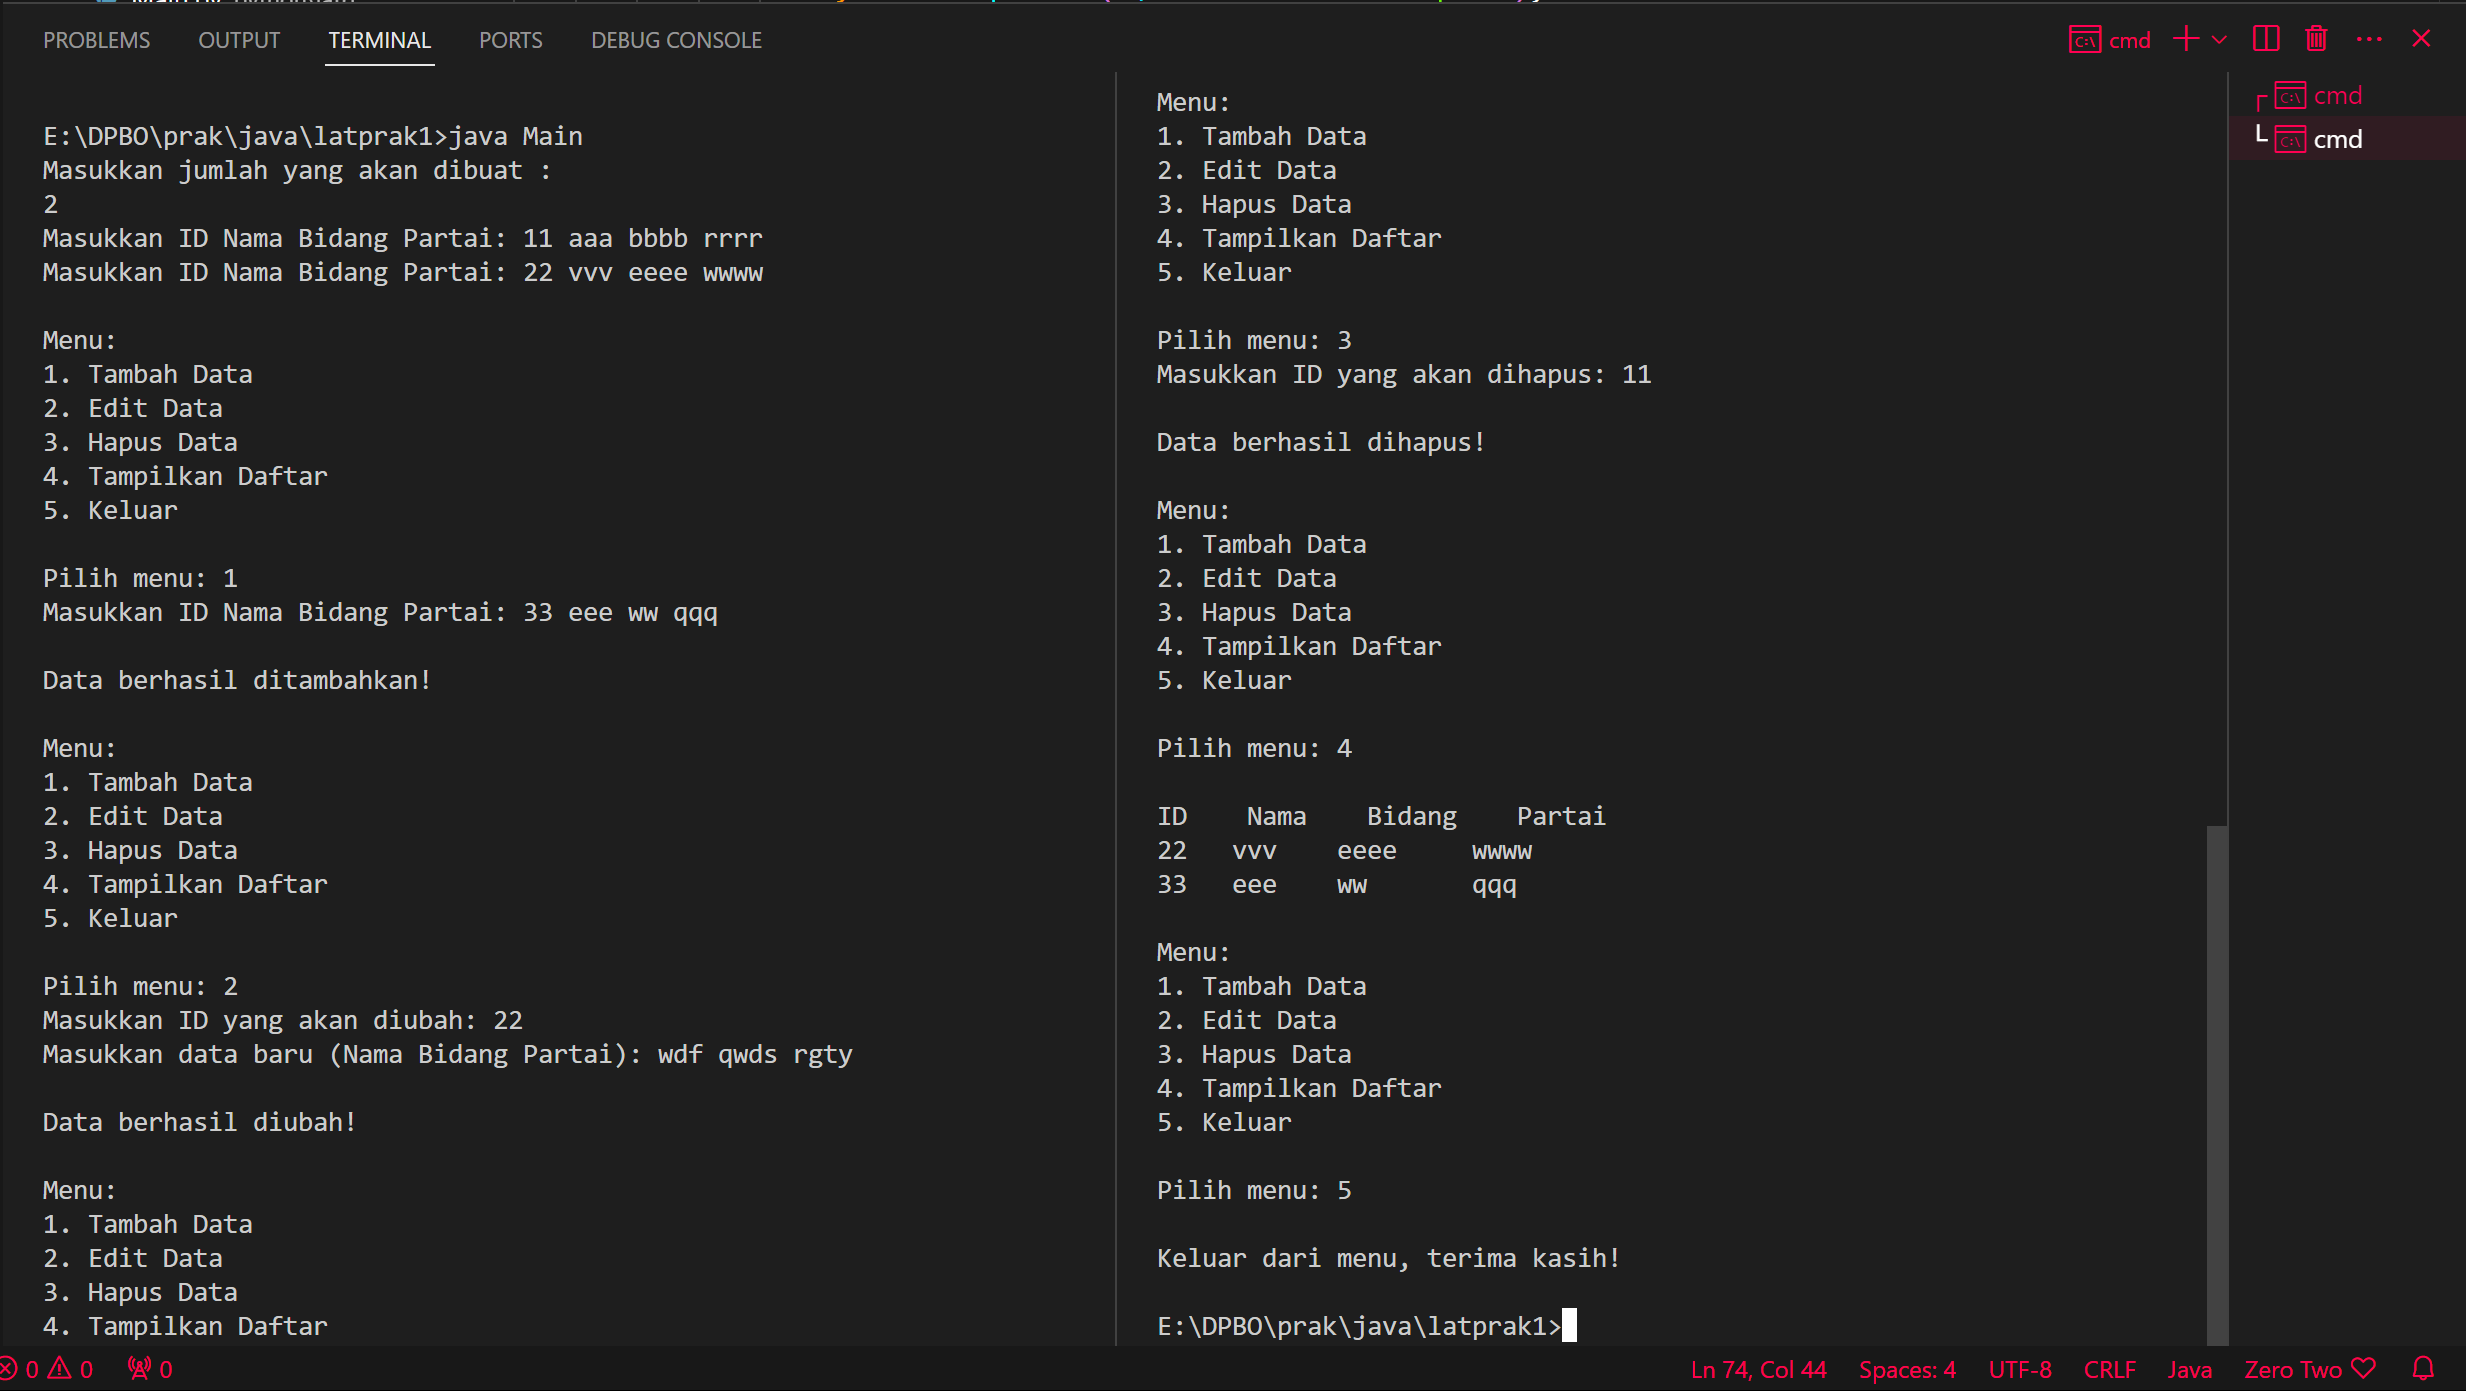 PROBLEMS OUTPUT TERMINAL PORTS DEBUG CONSOLE
cmd
E:\DPBO\prak\java\latprak1>java Main
Masukkan jumlah yang akan dibuat :
2
Masukkan ID Nama Bidang Partai: 11 aaa bbbb rrrr
Masukkan ID Nama Bidang Partai: 22 vvv eeee wwww
Menu:
1. Tambah Data
2. Edit Data
3. Hapus Data
4. Tampilkan Daftar
5. Keluar
Pilih menu: 1
Masukkan ID Nama Bidang Partai: 33 eee ww qqq
Data berhasil ditambahkan!
Menu:
1. Tambah Data
2. Edit Data
3. Hapus Data
4. Tampilkan Daftar
5. Keluar
Pilih menu: 2
Masukkan ID yang akan diubah: 22
Masukkan data baru (Nama Bidang Partai): wdf qwds rgty
Data berhasil diubah!
Menu:
1. Tambah Data
2. Edit Data
3. Hapus Data
4. Tampilkan Daftar
Menu:
1. Tambah Data
2. Edit Data
3. Hapus Data
4. Tampilkan Daftar
5. Keluar
Pilih menu: 3
Masukkan ID yang akan dihapus: 11
Data berhasil dihapus!
Menu:
1. Tambah Data
2. Edit Data
3. Hapus Data
4. Tampilkan Daftar
5. Keluar
Pilih menu: 4
ID Nama Bidang Partai
22 vvv eeee wwww
33 eee ww qqq
Menu:
1. Tambah Data
2. Edit Data
3. Hapus Data
4. Tampilkan Daftar
5. Keluar
Pilih menu: 5
Keluar dari menu, terima kasih!
E:\DPBO\prak\java\latprak1>
cmd
cmd
0 0 0
Ln 74, Col 44 Spaces: 4 UTF-8 CRLF Java Zero Two